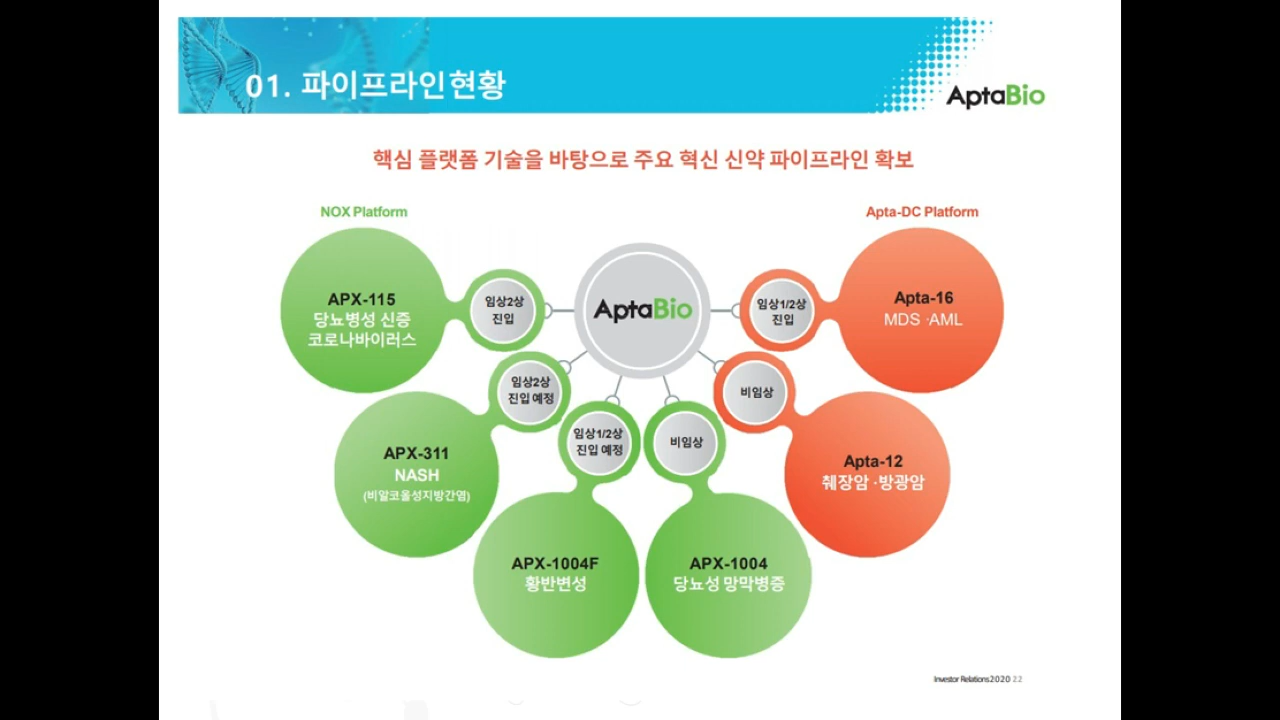 01. 파이프라인현황
AptaBio
핵심 플랫폼 기술을 바탕으로 주요 혁신 신약 파이프라인 확보
NOX Platform
Apta-DC Platform
APX-115
당뇨병성 신증
코로나바이러스
임상2상
진입
AptaBio
임상1/2상
진입
Apta-16
MDS ·AML
APX-311
NASH
(비알코올성지방간염)
임상2상
진입 예정
임상1/2상
진입 예정
비임상
비임상
Apta-12
췌장암 ·방광암
APX-1004F
황반변성
APX-1004
당뇨성 망막병증
Investor Relations2020 22